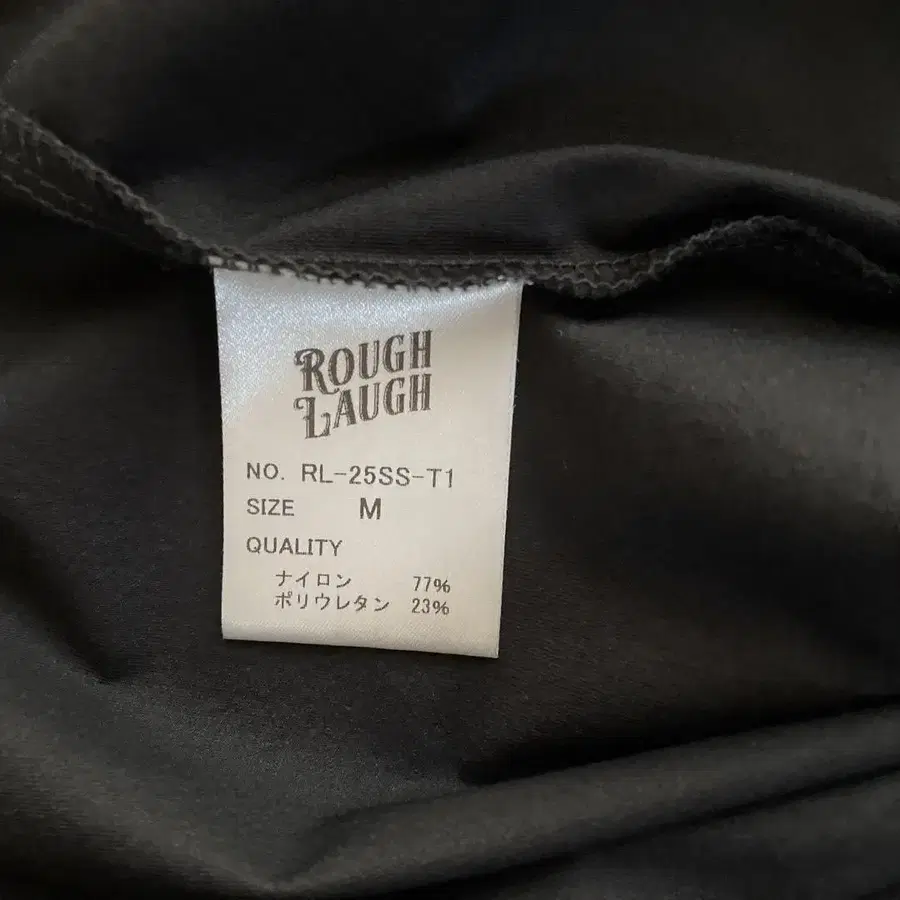 ROUGH
LAUGH
NO. RL-25SS-T1
SIZE M
QUALITY
ナイロン 77%
ポリウレタン 23%